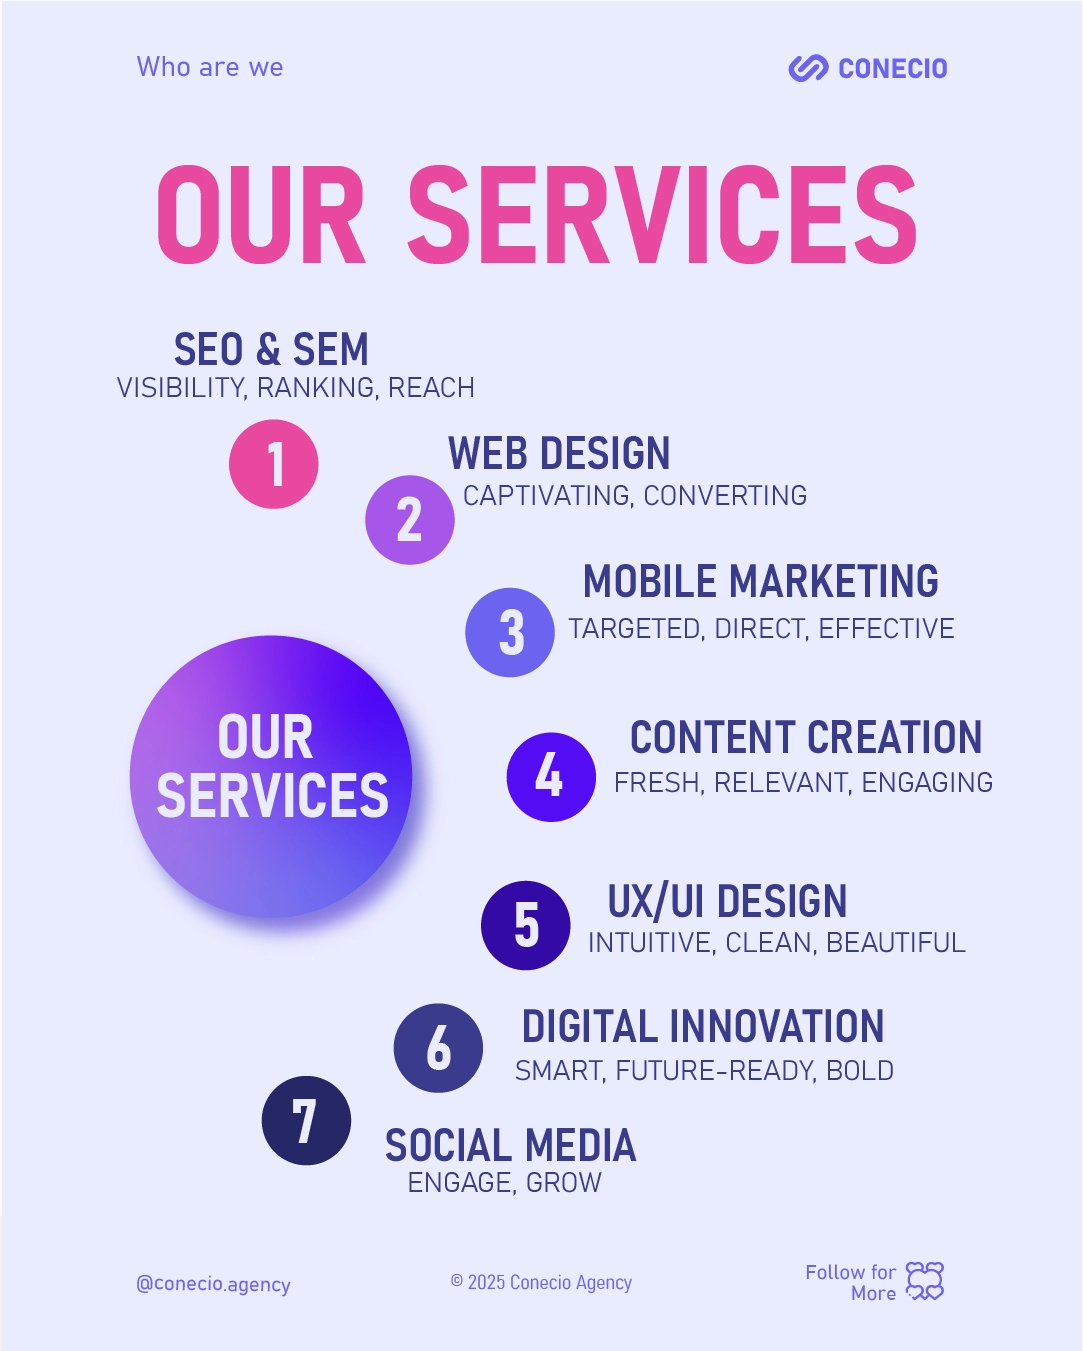 Who are we
CONECIO
OUR SERVICES
SEO & SEM
VISIBILITY, RANKING, REACH
1
WEB DESIGN
CAPTIVATING, CONVERTING
2
MOBILE MARKETING
TARGETED, DIRECT, EFFECTIVE
3
OUR
SERVICES
CONTENT CREATION
FRESH, RELEVANT, ENGAGING
4
UX/UI DESIGN
INTUITIVE, CLEAN, BEAUTIFUL
5
DIGITAL INNOVATION
SMART, FUTURE-READY, BOLD
6
7
SOCIAL MEDIA
ENGAGE, GROW
@conecio.agency
© 2025 Conecio Agency
Follow for
More